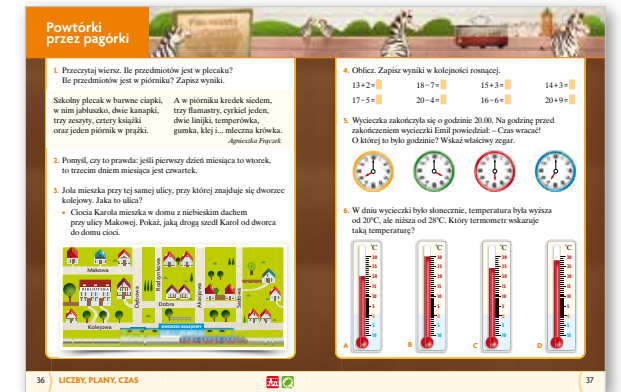 Powtórki
przez pagórki
1. Przeczytaj wiersz. Ile przedmiotów jest w plecaku?
Ile przedmiotów jest w piórniku? Zapisz wyniki.
Szkolny plecak w barwne ciapki,
w nim jabłuszko, dwie kanapki,
trzy zeszyty, cztery książki
oraz jeden piórnik w prążki.
A w piórniku kredek siedem,
trzy flamastry, cyrkiel jeden,
dwie linijki, temperówka,
gumka, klej i... mleczna krówka.
Agnieszka Frączek
2. Pomyśl, czy to prawda: jeśli pierwszy dzień miesiąca to wtorek,
to trzecim dniem miesiąca jest czwartek.
3. Jola mieszka przy tej samej ulicy, przy której znajduje się dworzec
kolejowy. Jaka to ulica?
• Ciocia Karola mieszka w domu z niebieskim dachem
przy ulicy Makowej. Pokaż, jaką drogą szedł Karol od dworca
do domu cioci.
Makowa
BIBLIOTEKA
Dębowa
Rodzynkowa
Dobra
Akacjowa
Sadowa
Kolejowa
DWORZEC KOLEJOWY
36 LICZBY, PLANY, CZAS
Plan miasta
4. Oblicz. Zapisz wyniki w kolejności rosnącej.
13+2= 18−7= 15+3= 14+3=
17−5= 20−4= 16−6= 20+9=
5. Wycieczka zakończyła się o godzinie 20.00. Na godzinę przed
zakończeniem wycieczki Emil powiedział: – Czas wracać!
O której to było godzinie? Wskaż właściwy zegar.
6. W dniu wycieczki było słonecznie, temperatura była wyższa
od 20°C, ale niższa od 28°C. Który termometr wskazuje
taką temperaturę?
°C °C °C °C
A B C D
37